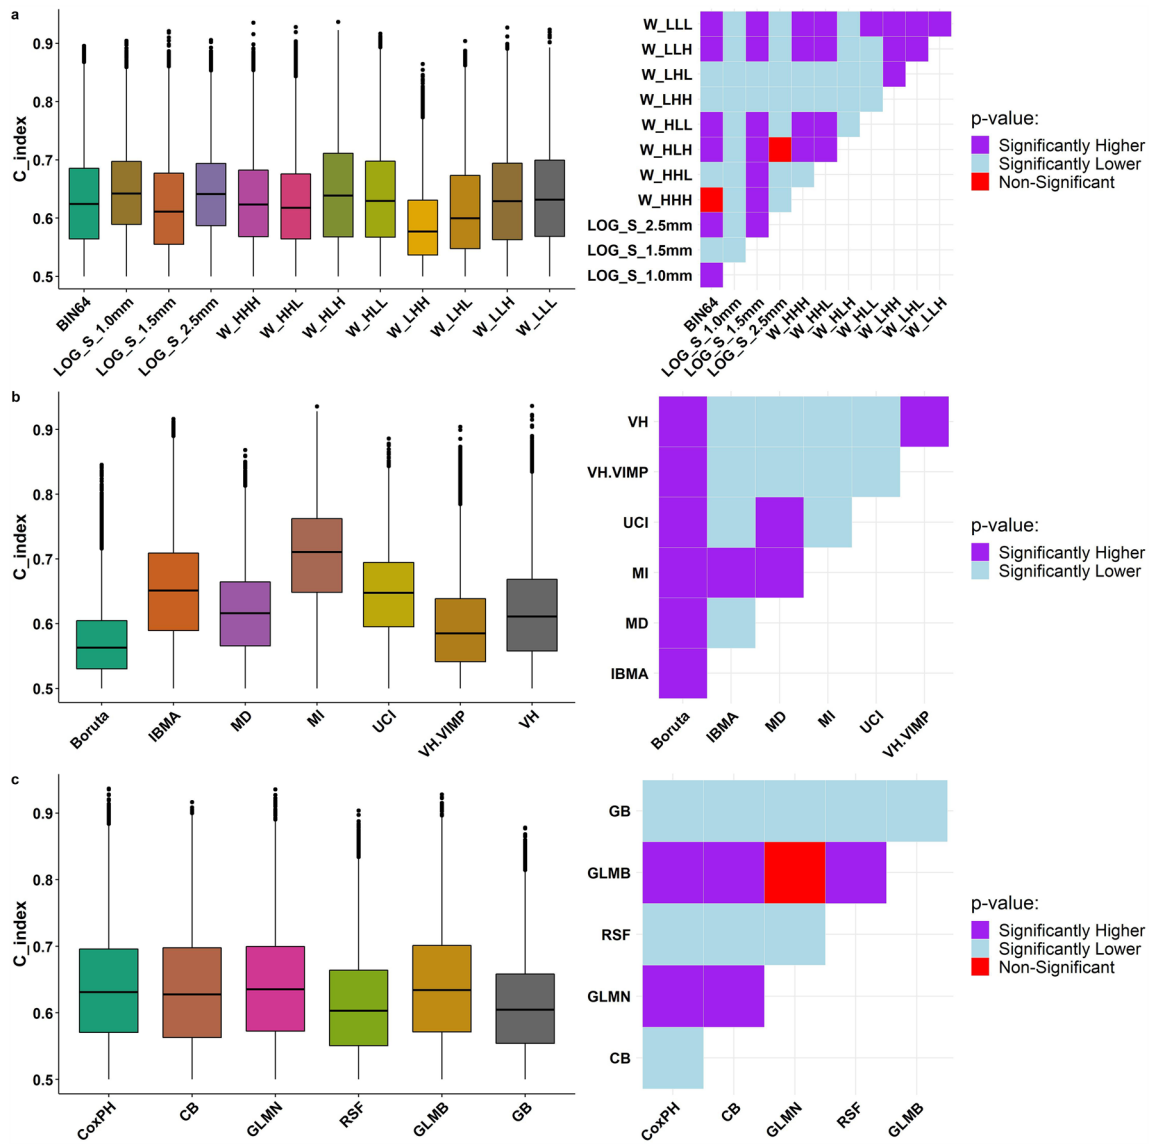 a
C_index
0.9
0.8
0.7
0.6
0.5
BIN64
LOG_S_1.0mm
LOG_S_1.5mm
LOG_S_2.5mm
W_HHH
W_HHL
W_HLH
W_HLL
W_LHH
W_LHL
W_LLH
W_LLL
W_LLL
W_LLH
W_LHL
W_LHH
W_HLL
W_HLH
W_HHL
W_HHH
LOG_S_2.5mm
LOG_S_1.5mm
LOG_S_1.0mm
BIN64
LOG_S_1.0mm
LOG_S_1.5mm
LOG_S_2.5mm
W_HHH
W_HHL
W_HLH
W_HLL
W_LHH
W_LHL
W_LLH
p-value:
Significantly Higher
Significantly Lower
Non-Significant
b
C_index
0.9
0.8
0.7
0.6
0.5
Boruta
IBMA
MD
MI
UCI
VH.VIMP
VH
VH
VH.VIMP
UCI
MI
MD
IBMA
Boruta
IBMA
MD
MI
UCI
VH.VIMP
p-value:
Significantly Higher
Significantly Lower
c
C_index
0.9
0.8
0.7
0.6
0.5
CoxPH
CB
GLMN
RSF
GLMB
GB
GB
GLMB
RSF
GLMN
CB
CoxPH
CB
GLMN
RSF
GLMB
p-value:
Significantly Higher
Significantly Lower
Non-Significant